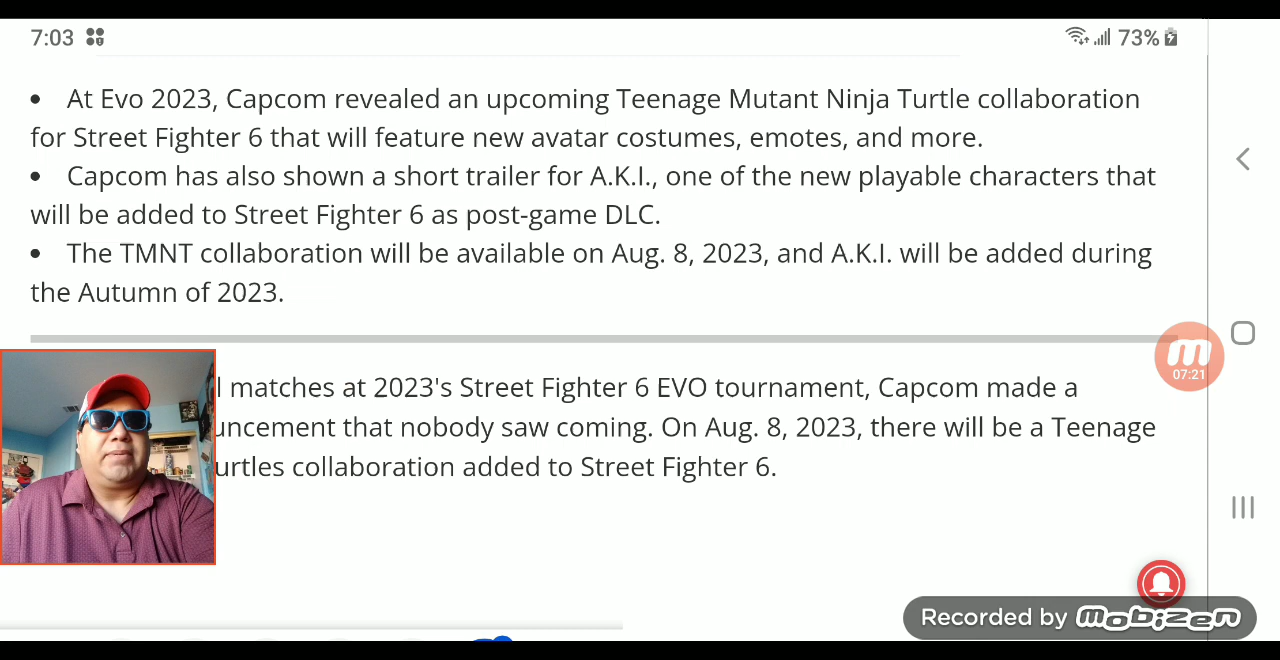 7:03 73%
• At Evo 2023, Capcom revealed an upcoming Teenage Mutant Ninja Turtle collaboration
for Street Fighter 6 that will feature new avatar costumes, emotes, and more.
• Capcom has also shown a short trailer for A.K.I., one of the new playable characters that
will be added to Street Fighter 6 as post-game DLC.
• The TMNT collaboration will be available on Aug. 8, 2023, and A.K.I. will be added during
the Autumn of 2023.
07:21
l matches at 2023's Street Fighter 6 EVO tournament, Capcom made a
uncement that nobody saw coming. On Aug. 8, 2023, there will be a Teenage
urtles collaboration added to Street Fighter 6.
Recorded by Mobizen